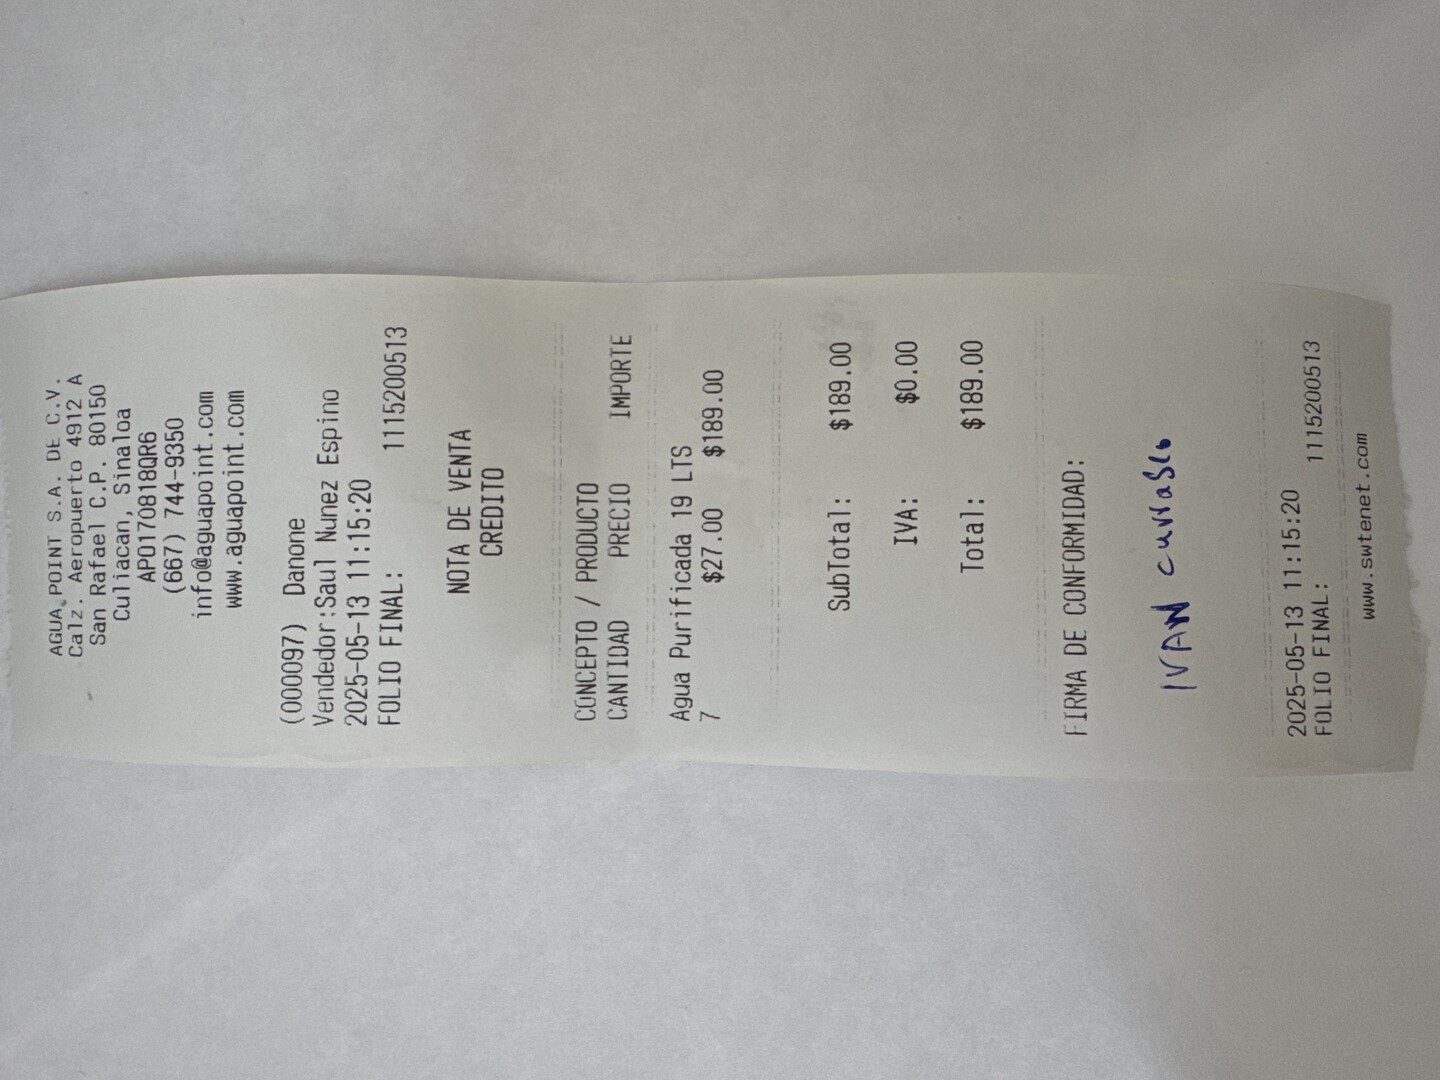 AGUA POINT S.A. DE C.V.
Calz. Aeropuerto 4912 A
San Rafael C.P. 80150
Culiacan, Sinaloa
APO170818QR6
(667) 744-9350
info@aguapoint.com
www.aguapoint.com
(000097) Danone
Vendedor:Saul Nunez Espino
2025-05-13 11:15:20
FOLIO FINAL: 1115200513
NOTA DE VENTA
CREDITO
CONCEPTO / PRODUCTO
CANTIDAD PRECIO IMPORTE
Agua Purificada 19 LTS
7 $27.00 $189.00
SubTotal: $189.00
IVA: $0.00
Total: $189.00
FIRMA DE CONFORMIDAD:
IVAN
2025-05-13 11:15:20
FOLIO FINAL: 1115200513
www.swtenet.com